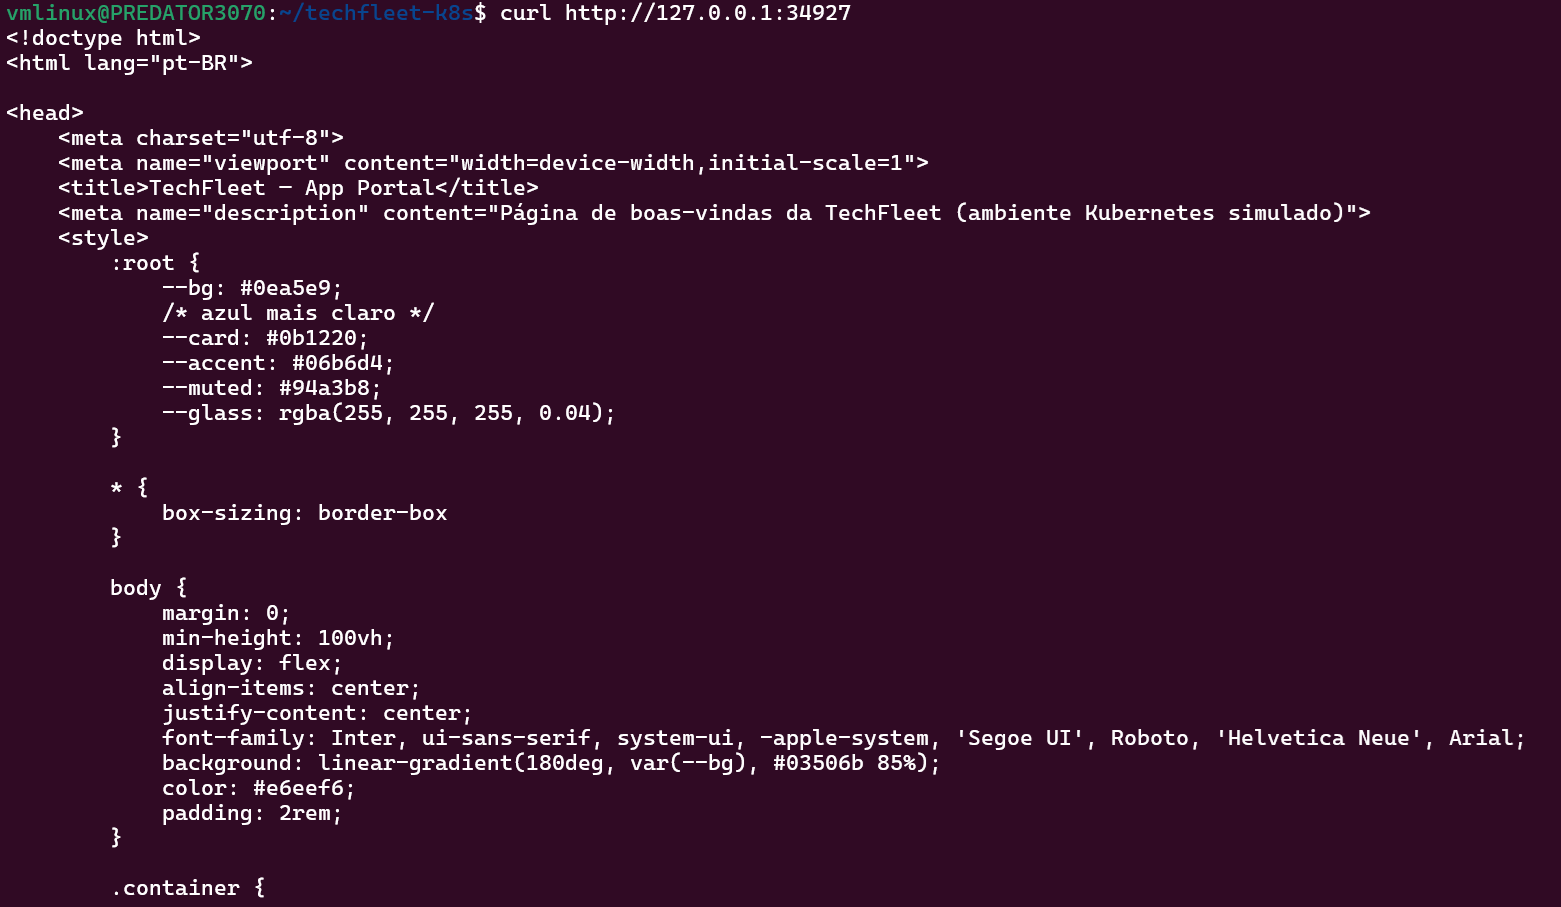 vmlinux@PREDATOR3070:~/techfleet-k8s$ curl http://127.0.0.1:34927
<!doctype html>
<html lang="pt-BR">
<head>
    <meta charset="utf-8">
    <meta name="viewport" content="width=device-width,initial-scale=1">
    <title>TechFleet — App Portal</title>
    <meta name="description" content="Página de boas-vindas da TechFleet (ambiente Kubernetes simulado)">
    <style>
        :root {
            --bg: #0ea5e9;
            /* azul mais claro */
            --card: #0b1220;
            --accent: #06b6d4;
            --muted: #94a3b8;
            --glass: rgba(255, 255, 255, 0.04);
        }
        * {
            box-sizing: border-box
        }
        body {
            margin: 0;
            min-height: 100vh;
            display: flex;
            align-items: center;
            justify-content: center;
            font-family: Inter, ui-sans-serif, system-ui, -apple-system, 'Segoe UI', Roboto, 'Helvetica Neue', Arial;
            background: linear-gradient(180deg, var(--bg), #03506b 85%);
            color: #e6eef6;
            padding: 2rem;
        }
        .container {